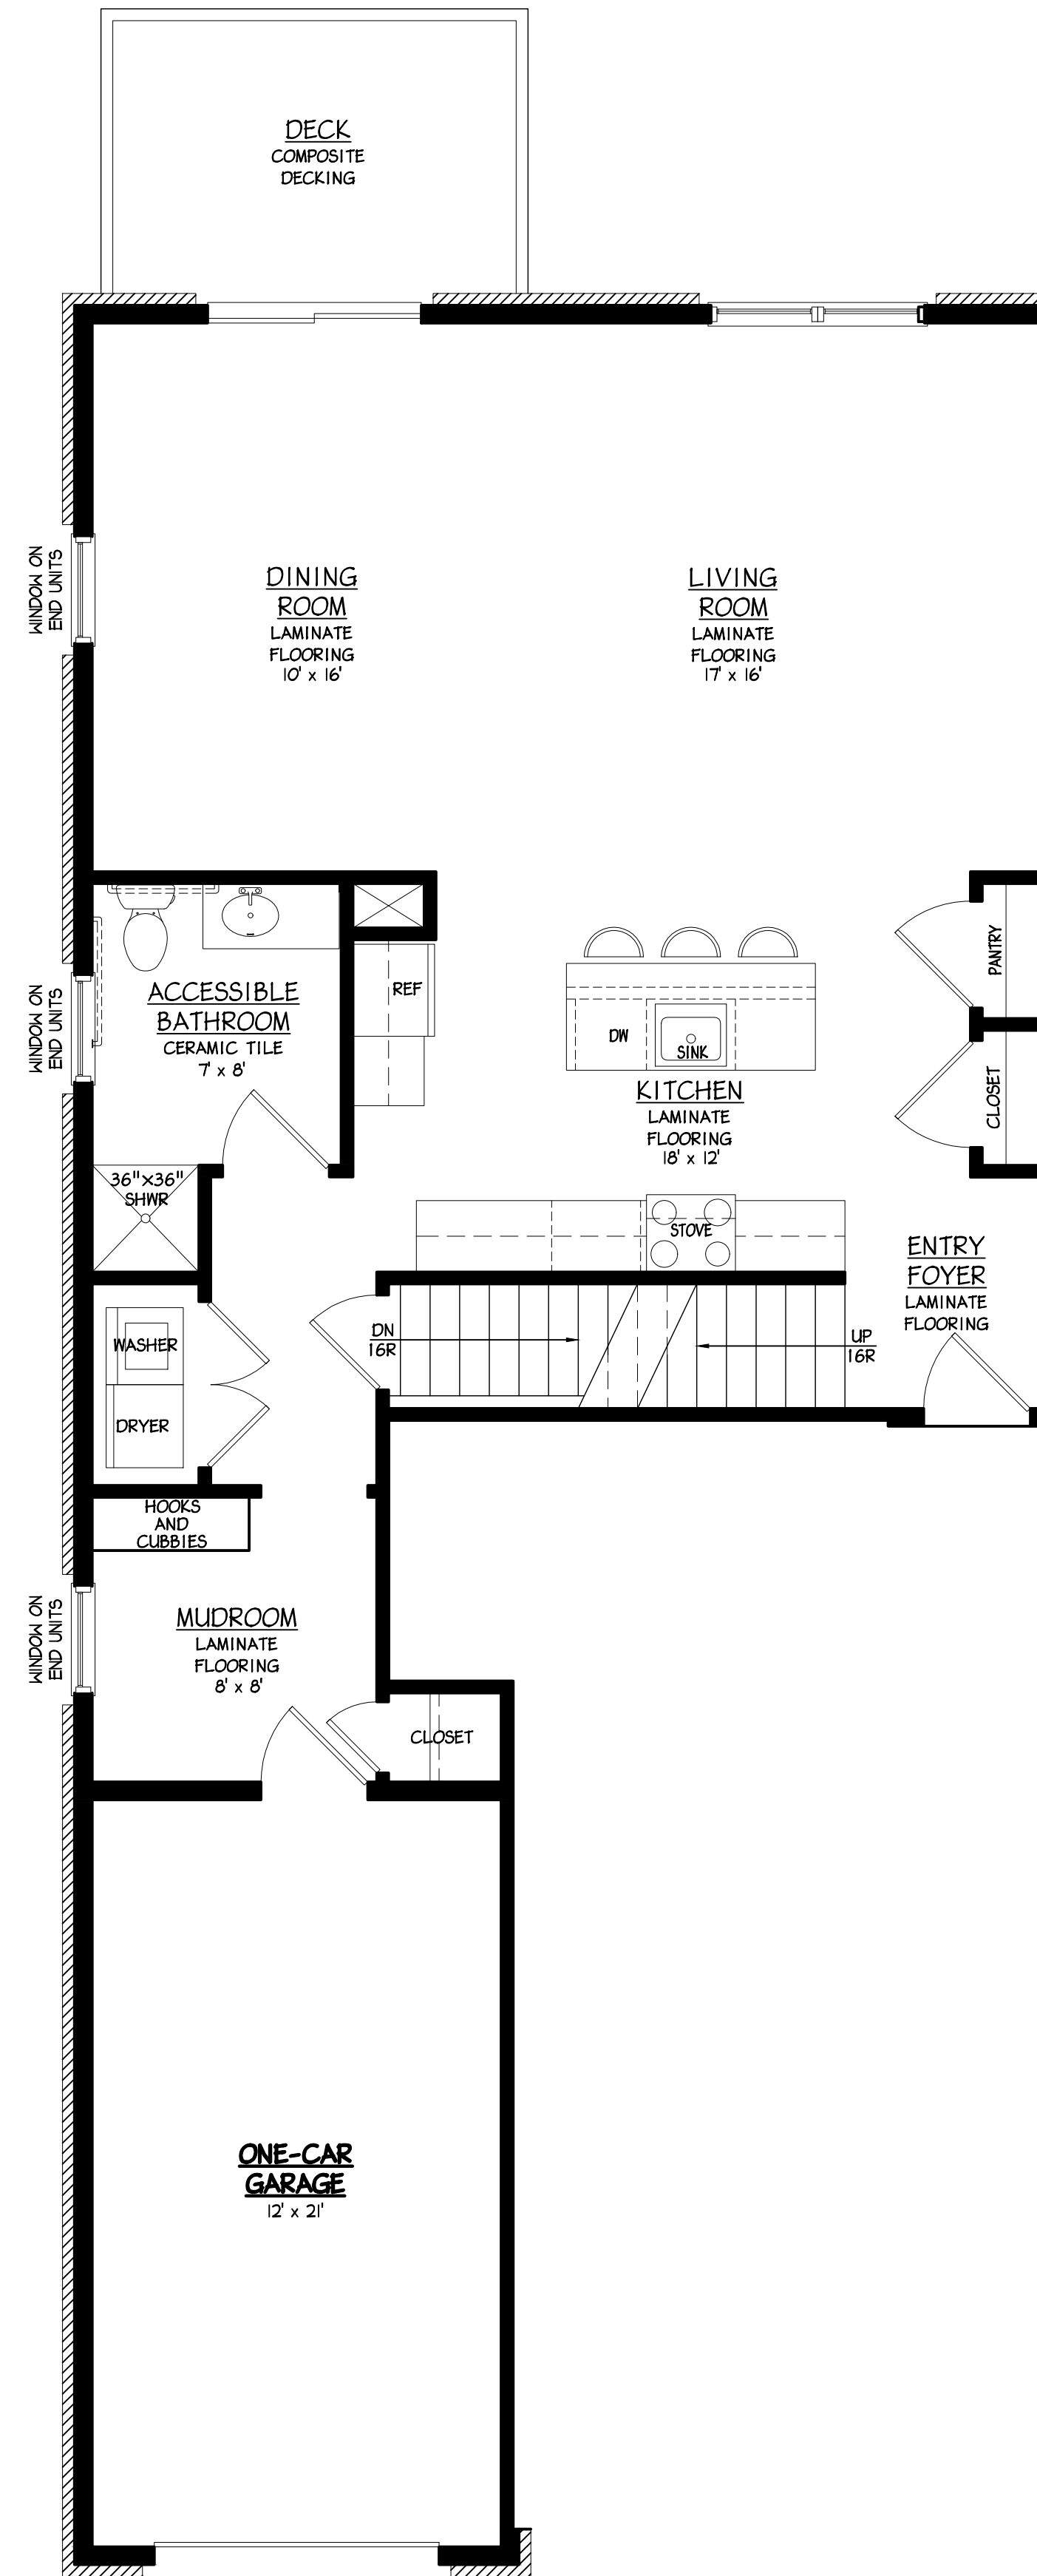 DECK
COMPOSITE
DECKING
WINDOW ON
END UNITS
DINING
ROOM
LAMINATE
FLOORING
10' x 16'
LIVING
ROOM
LAMINATE
FLOORING
17' x 16'
WINDOW ON
END UNITS
ACCESSIBLE
BATHROOM
CERAMIC TILE
7' x 8'
REF
DW
SINK
KITCHEN
LAMINATE
FLOORING
18' x 12'
PANTRY
CLOSET
36"x36"
SHWR
STOVE
ENTRY
FOYER
LAMINATE
FLOORING
WASHER
DRYER
DN
16R
UP
16R
HOOKS
AND
CUBBIES
WINDOW ON
END UNITS
MUDROOM
LAMINATE
FLOORING
8' x 8'
CLOSET
ONE-CAR
GARAGE
12' x 21'